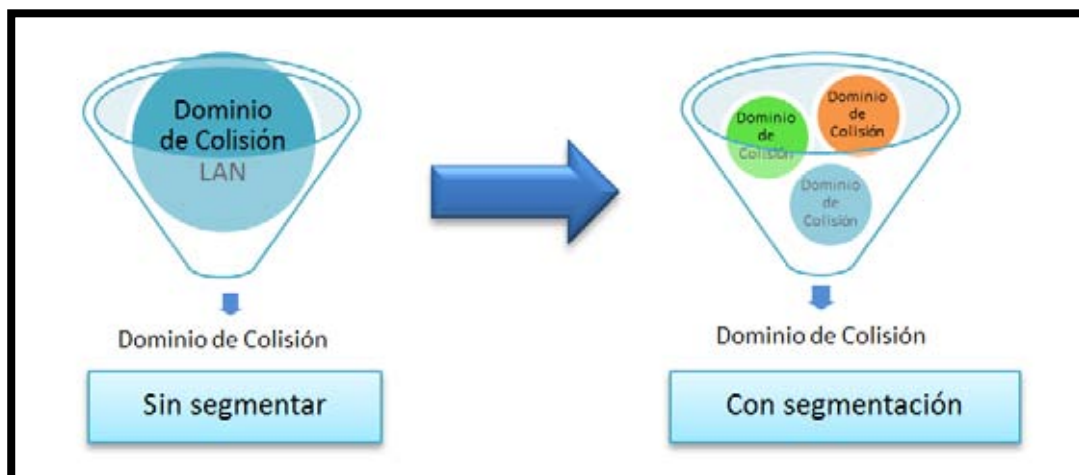 Dominio
de Colisión
LAN
Dominio de Colisión
Sin segmentar
Dominio
de
Colisión
Dominio
de
Colisión
Dominio
de
Colisión
Dominio de Colisión
Con segmentación